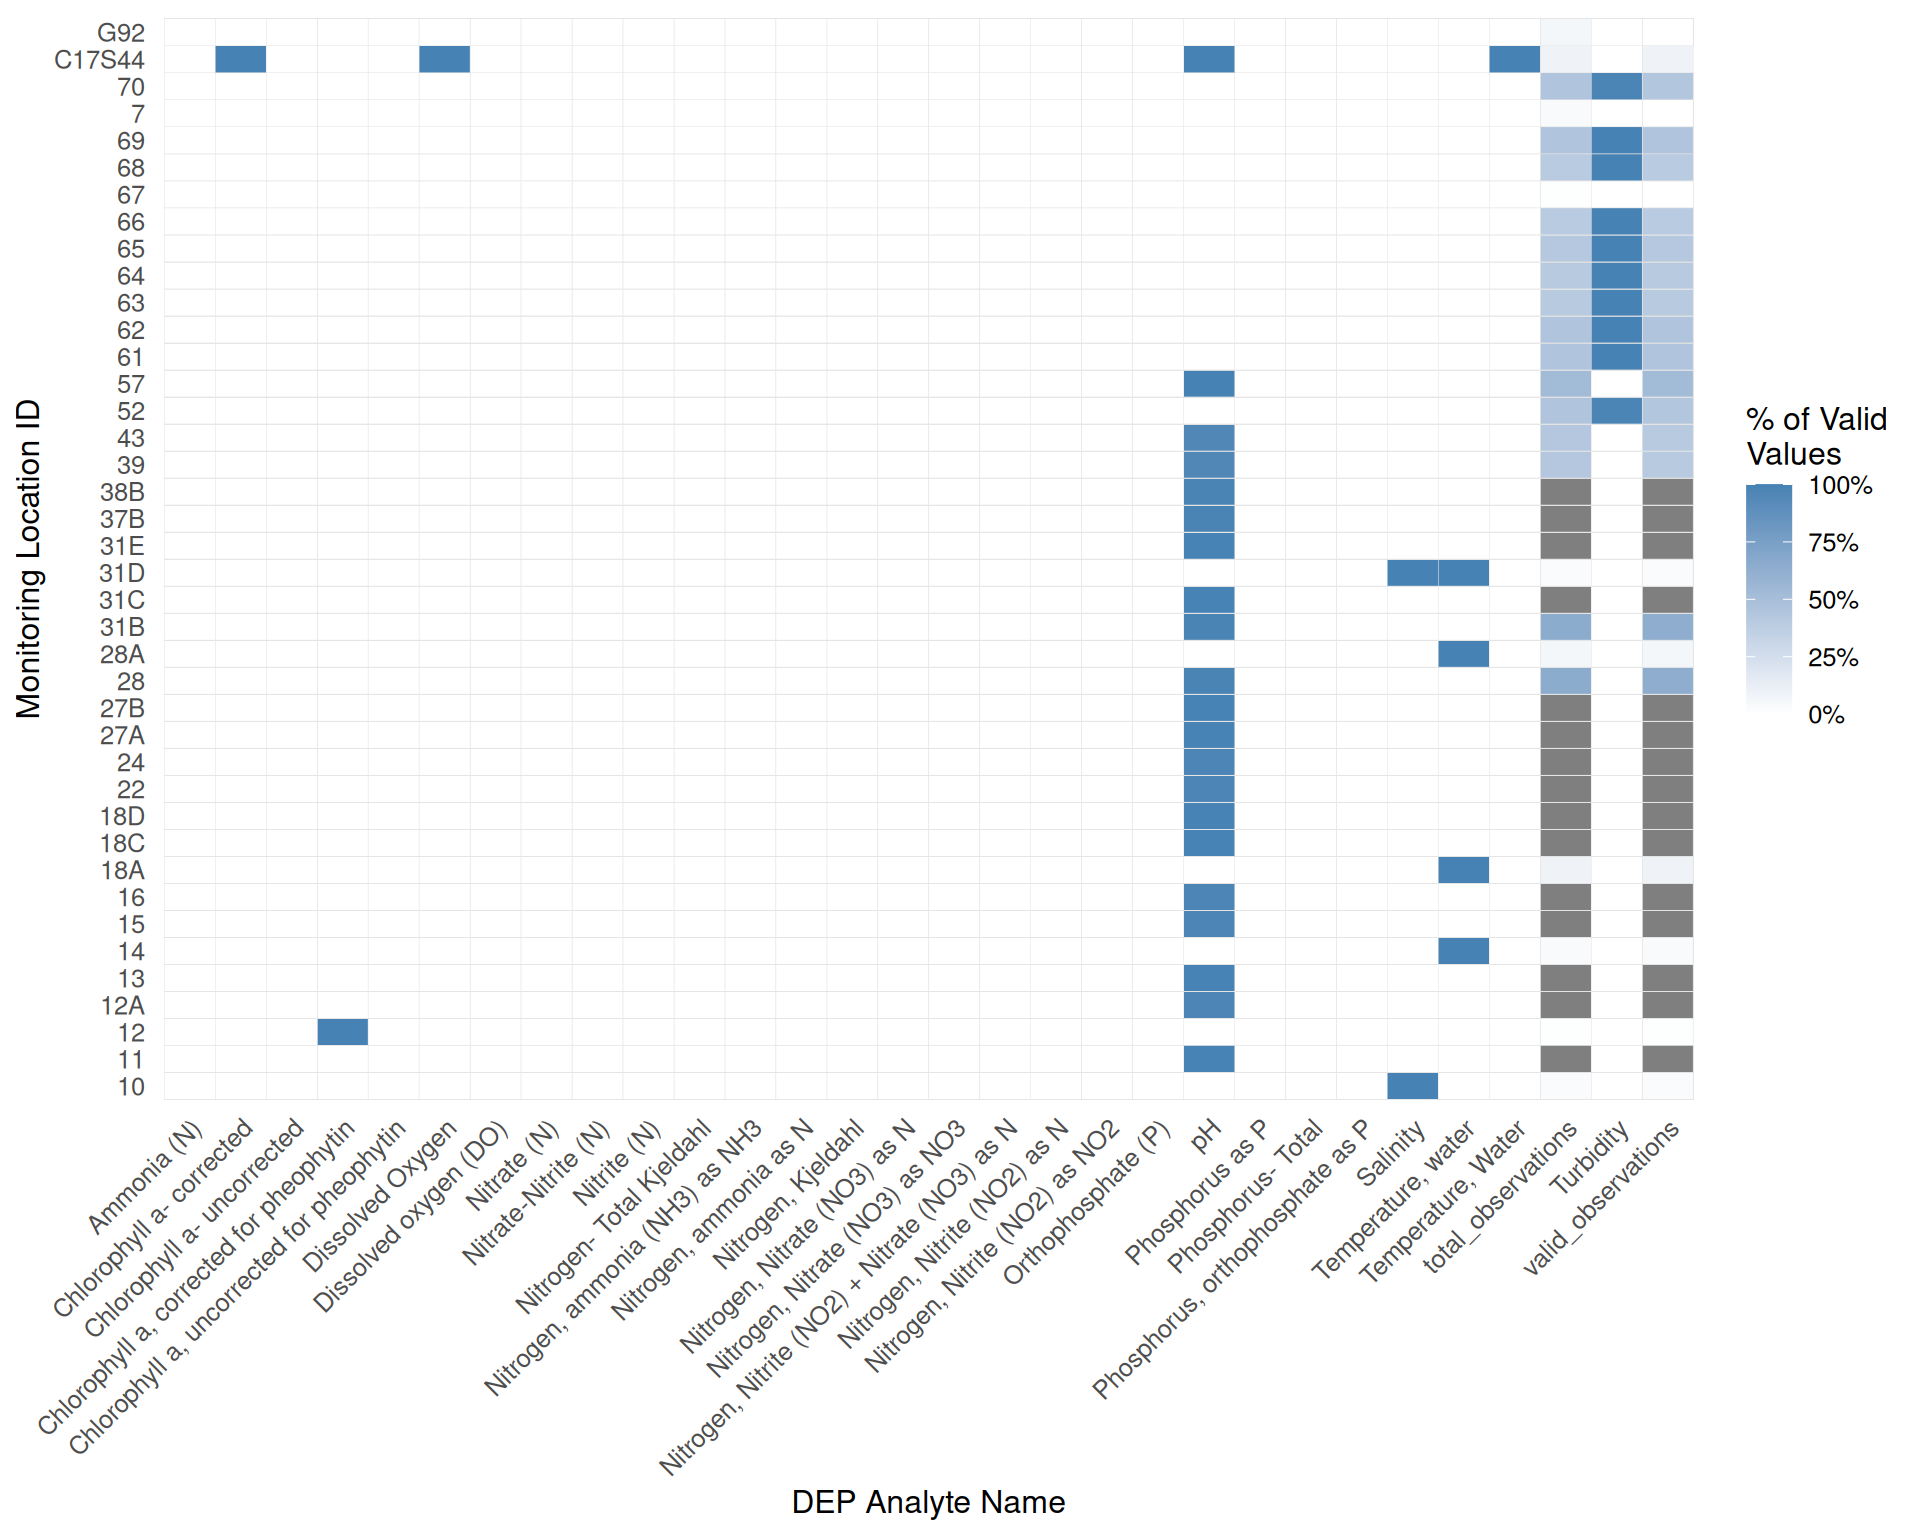 G92
C17S44
70
7
69
68
67
66
65
64
63
62
61
57
52
43
39
38B
37B
31E
31D
31C
31B
28A
28
27B
27A
24
22
18D
18C
18A
16
15
14
13
12A
12
11
10
Monitoring Location ID
Ammonia (N)
Chlorophyll a- corrected
Chlorophyll a- uncorrected
Chlorophyll a, corrected for pheophytin
Chlorophyll a, uncorrected for pheophytin
Dissolved Oxygen
Dissolved oxygen (DO)
Nitrate (N)
Nitrate-Nitrite (N)
Nitrite (N)
Nitrogen- Total Kjeldahl
Nitrogen, ammonia (NH3) as NH3
Nitrogen, ammonia as N
Nitrogen, Kjeldahl
Nitrogen, Nitrate (NO3) as N
Nitrogen, Nitrate (NO3) as NO3
Nitrogen, Nitrite (NO2) + Nitrate (NO3) as N
Nitrogen, Nitrite (NO2) as N
Nitrogen, Nitrite (NO2) as NO2
Orthophosphate (P)
pH
Phosphorus as P
Phosphorus- Total
Phosphorus, orthophosphate as P
Salinity
Temperature, water
Temperature, Water
total_observations
Turbidity
valid_observations
DEP Analyte Name
% of Valid
Values
100%
75%
50%
25%
0%